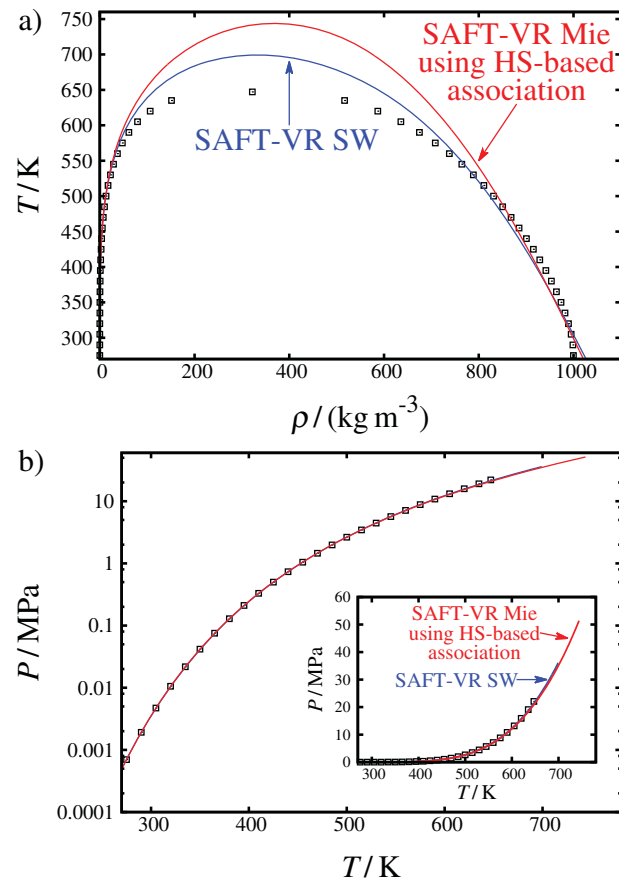 a)
750
700
650
600
550
500
450
400
350
300
T / K
SAFT-VR Mie
using HS-based
association
SAFT-VR SW
0 200 400 600 800 1000
ρ / (kg m⁻³)
b)
10
1
0.1
0.01
0.001
0.0001
P / MPa
60
50
40
30
20
10
0
P / MPa
SAFT-VR Mie
using HS-based
association
SAFT-VR SW
300 400 500 600 700
T / K
300 400 500 600 700
T / K